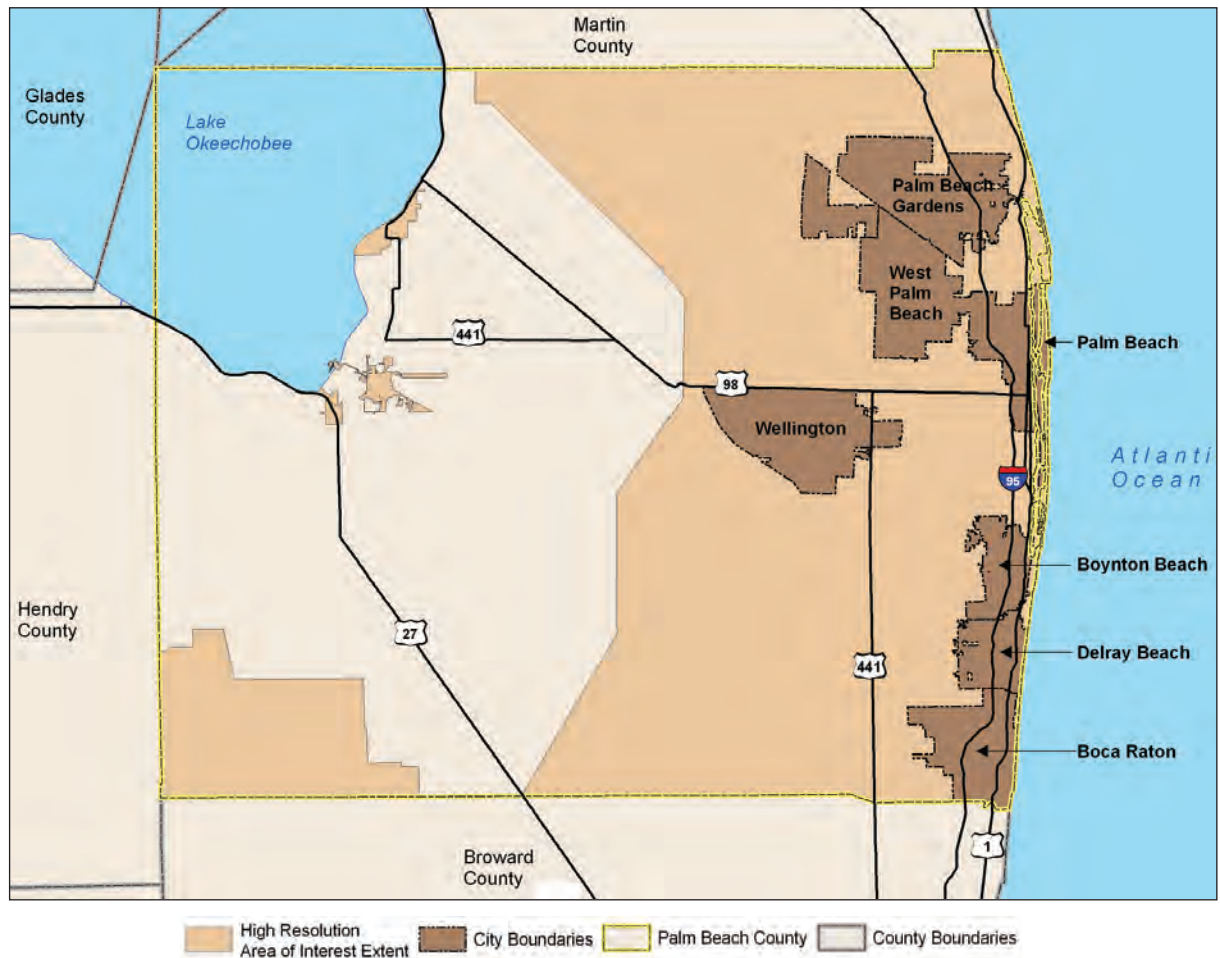 Martin
County
Glades
County
Lake
Okeechobee
Palm Beach
Gardens
West
Palm
Beach
Palm Beach
441
98
Wellington
Atlanti
Ocean
95
Boynton Beach
Hendry
County
27
441
Delray Beach
Boca Raton
Broward
County
1
High Resolution
Area of Interest Extent
City Boundaries
Palm Beach County
County Boundaries